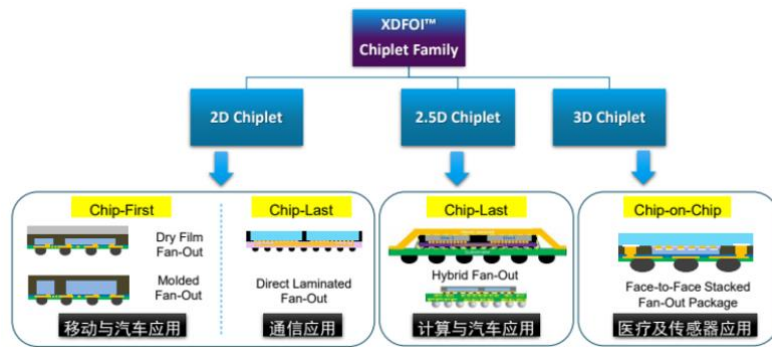 XDFOI™
Chiplet Family
2D Chiplet
2.5D Chiplet
3D Chiplet
Chip-First
Dry Film
Fan-Out
Molded
Fan-Out
移动与汽车应用
Chip-Last
Direct Laminated
Fan-Out
通信应用
Chip-Last
Hybrid Fan-Out
计算与汽车应用
Chip-on-Chip
Face-to-Face Stacked
Fan-Out Package
医疗及传感器应用